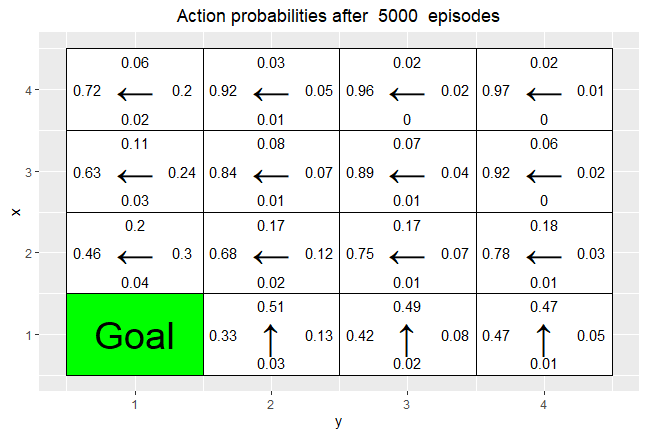 Action probabilities after 5000 episodes
0.06 0.03 0.02 0.02
4 0.72 0.2 0.92 0.05 0.96 0.02 0.97 0.01
0.02 0.01 0 0
0.11 0.08 0.07 0.06
3 0.63 0.24 0.84 0.07 0.89 0.04 0.92 0.02
0.03 0.01 0.01 0
x
0.2 0.17 0.17 0.18
2 0.46 0.3 0.68 0.12 0.75 0.07 0.78 0.03
0.04 0.02 0.01 0.01
0.51 0.49 0.47
1 Goal 0.33 0.13 0.42 0.08 0.47 0.05
0.03 0.02 0.01
1 2 3 4
y